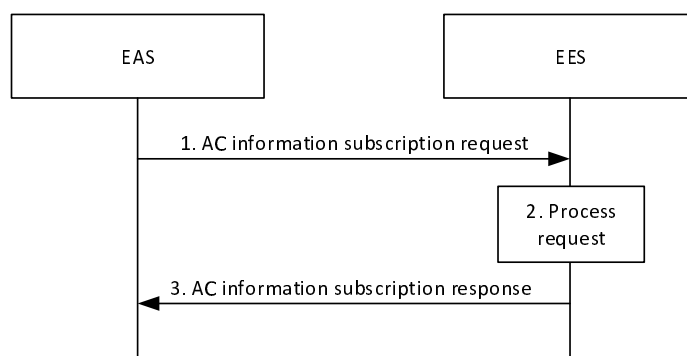 EAS
EES
1. AC information subscription request
2. Process
request
3. AC information subscription response